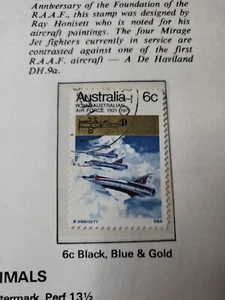 Anniversary of the Foundation of the
R.A.A.F., this stamp was designed by
Ray Honisett who is noted for his
aircraft paintings. The four Mirage
Jet fighters currently in service are
contrasted against one of the first
R.A.A.F. aircraft — A De Haviland
DH.9a.
Australia 6c
ROYAL AUSTRALIAN
AIR FORCE 1921-1971
R HONISETT
6c Black, Blue & Gold
IMALS
termark, Perf 13½